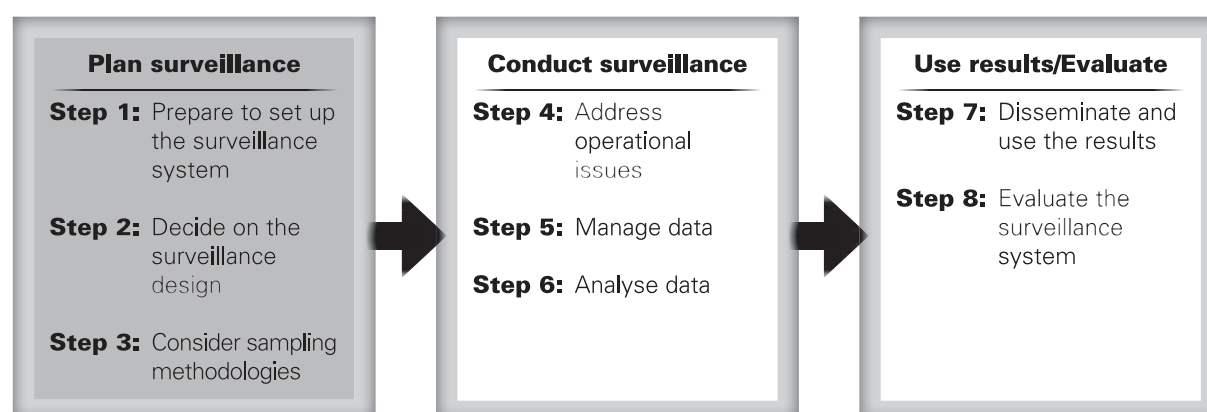 Plan surveillance
Step 1: Prepare to set up
the surveillance
system
Step 2: Decide on the
surveillance
design
Step 3: Consider sampling
methodologies
Conduct surveillance
Step 4: Address
operational
issues
Step 5: Manage data
Step 6: Analyse data
Use results/Evaluate
Step 7: Disseminate and
use the results
Step 8: Evaluate the
surveillance
system